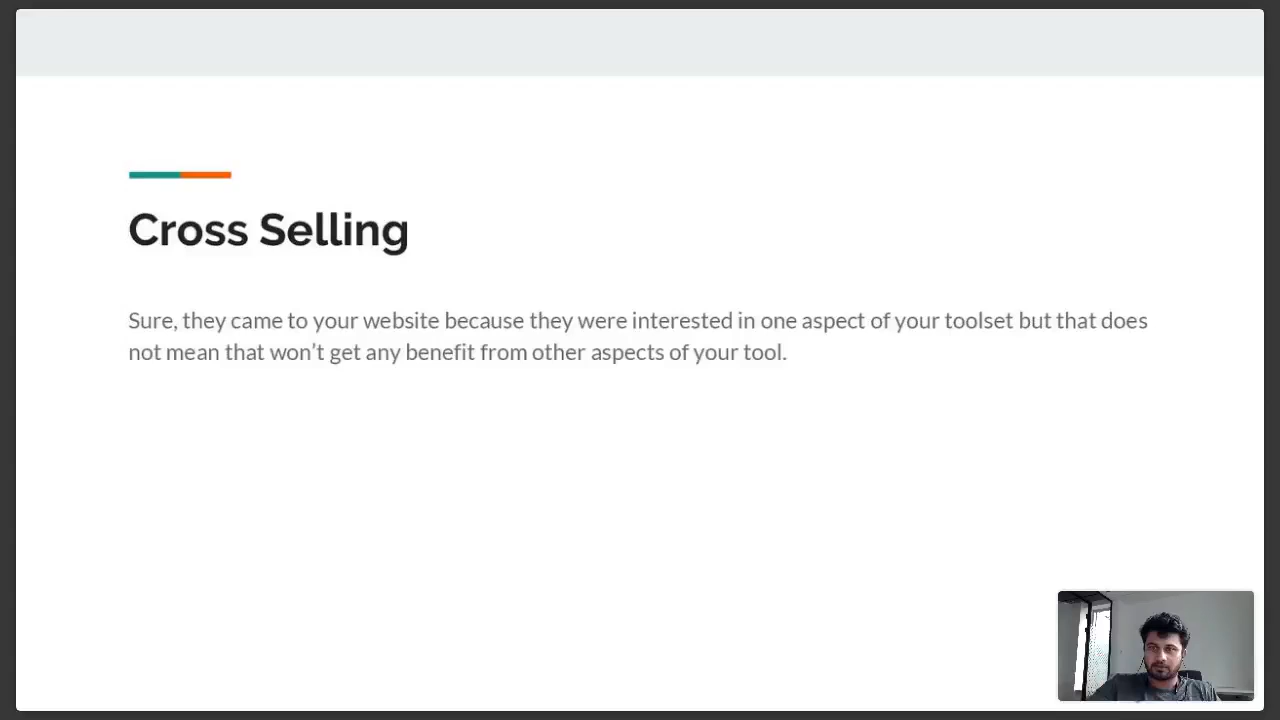 Cross Selling
Sure, they came to your website because they were interested in one aspect of your toolset but that does
not mean that won’t get any benefit from other aspects of your tool.